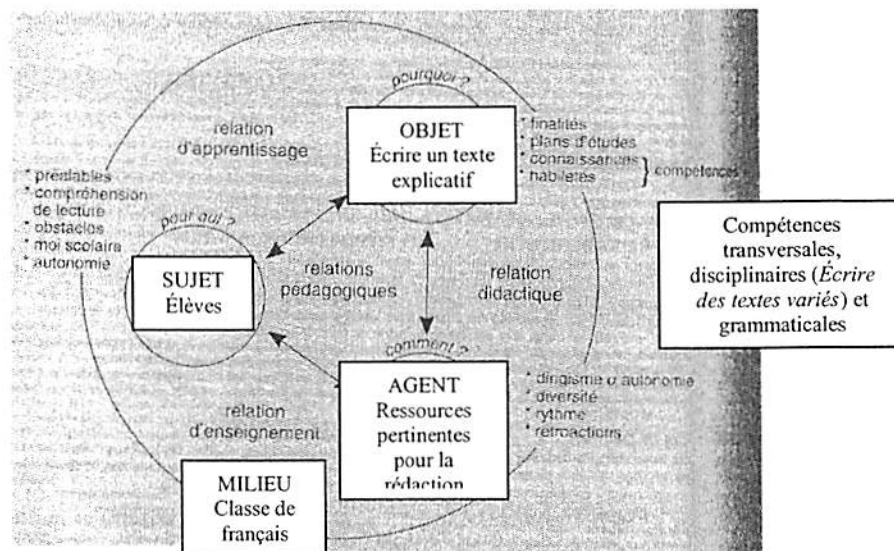 pourquoi ?
OBJET
Écrire un texte
explicatif
relation
d'apprentissage
* finalités
* plans d'études
* connaissances
* habiletés
} compétences
* préalables
* compréhension
de lecture
* obstacles
* moi scolaire
* autonomie
pour qui ?
SUJET
Élèves
relations
pédagogiques
relation
didactique
Compétences
transversales,
disciplinaires (Écrire
des textes variés) et
grammaticales
comment ?
AGENT
Ressources
pertinentes
pour la
rédaction
* dirigisme o autonomie
* diversité
* rythme
* rétroactions
relation
d'enseignement
MILIEU
Classe de
français